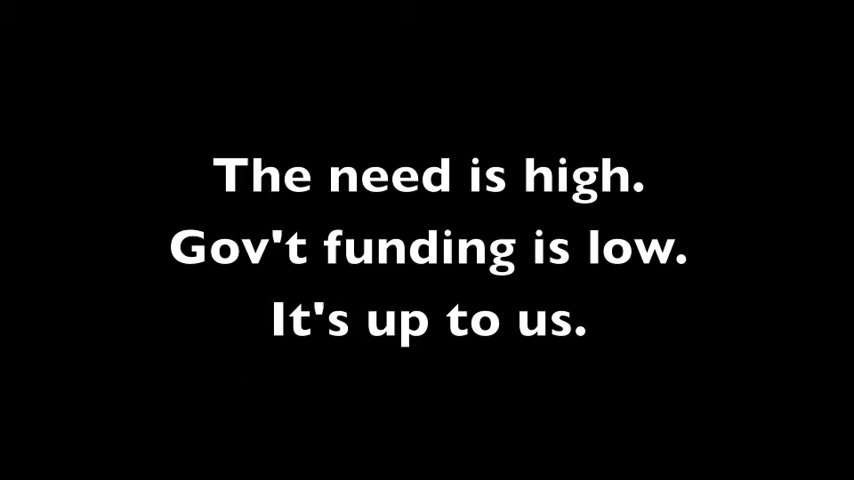 The need is high.
Gov't funding is low.
It's up to us.